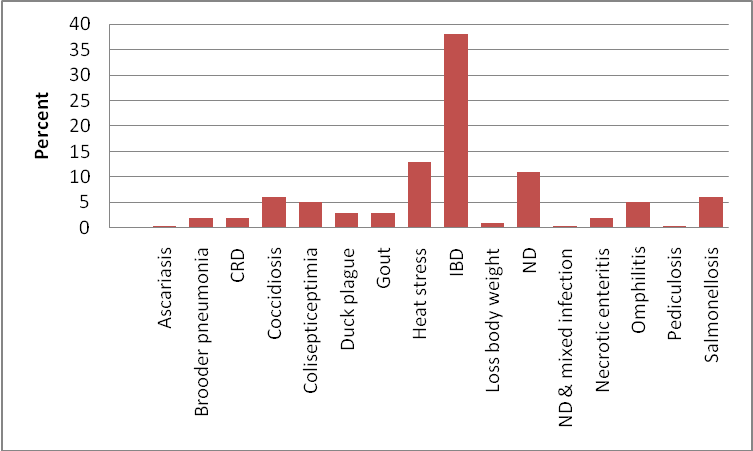 40
35
30
25
20
15
10
5
0
Percent
Ascariasis
Brooder pneumonia
CRD
Coccidiosis
Colisepticeptimia
Duck plague
Gout
Heat stress
IBD
Loss body weight
ND
ND & mixed infection
Necrotic enteritis
Omphilitis
Pediculosis
Salmonellosis